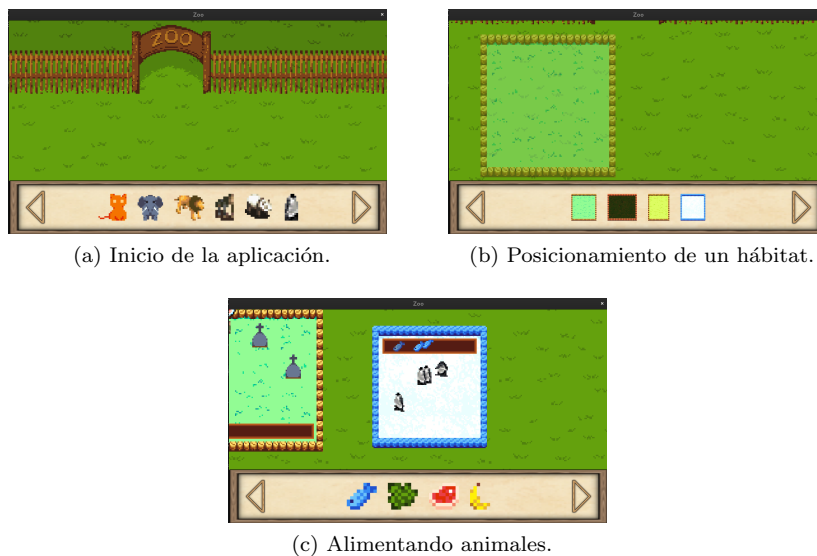 Zoo
Zoo
ZOO
(a) Inicio de la aplicación.
(b) Posicionamiento de un hábitat.
Zoo
(c) Alimentando animales.